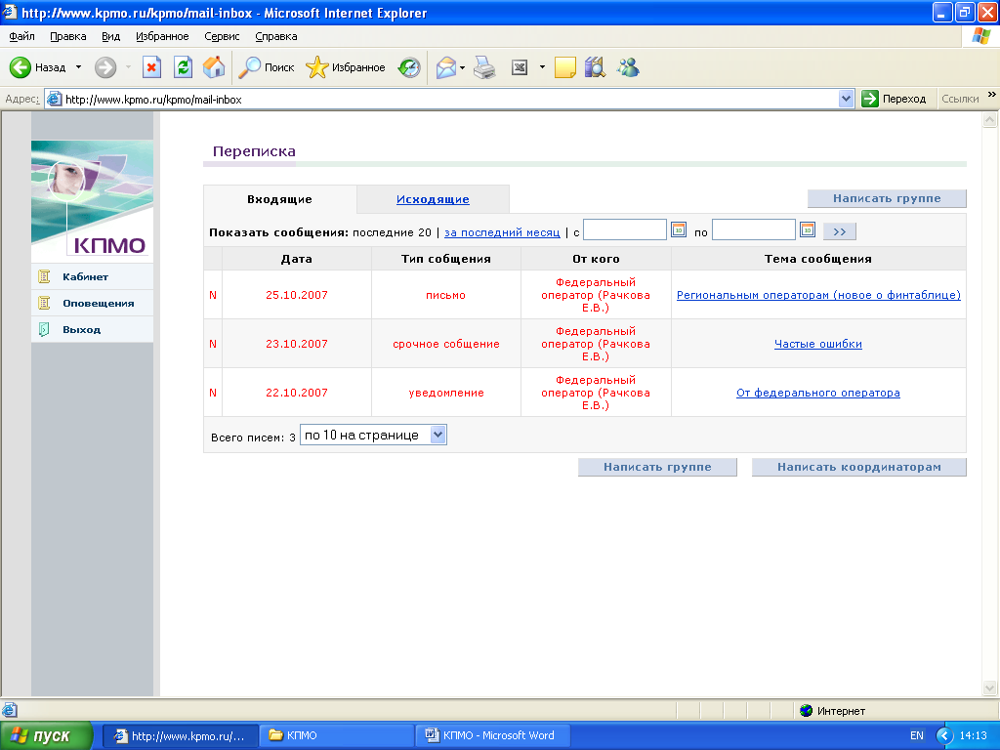 http://www.kpmo.ru/kpmo/mail-inbox - Microsoft Internet Explorer
Файл Правка Вид Избранное Сервис Справка
Назад Поиск Избранное
Адрес: http://www.kpmo.ru/kpmo/mail-inbox Переход Ссылки »
Переписка
Входящие Исходящие Написать группе
Показать сообщения: последние 20 | за последний месяц | с 10 по 10 >>
КПМО
Кабинет
Оповещения
Выход
Дата Тип собщения От кого Тема сообщения
N 25.10.2007 письмо Федеральный оператор (Рачкова Е.В.) Региональным операторам (новое о финтаблице)
N 23.10.2007 срочное собщение Федеральный оператор (Рачкова Е.В.) Частые ошибки
N 22.10.2007 уведомление Федеральный оператор (Рачкова Е.В.) От федерального оператора
Всего писем: 3 по 10 на странице
Написать группе Написать координаторам
Интернет
пуск http://www.kpmo.ru/... КПМО КПМО - Microsoft Word EN 14:13